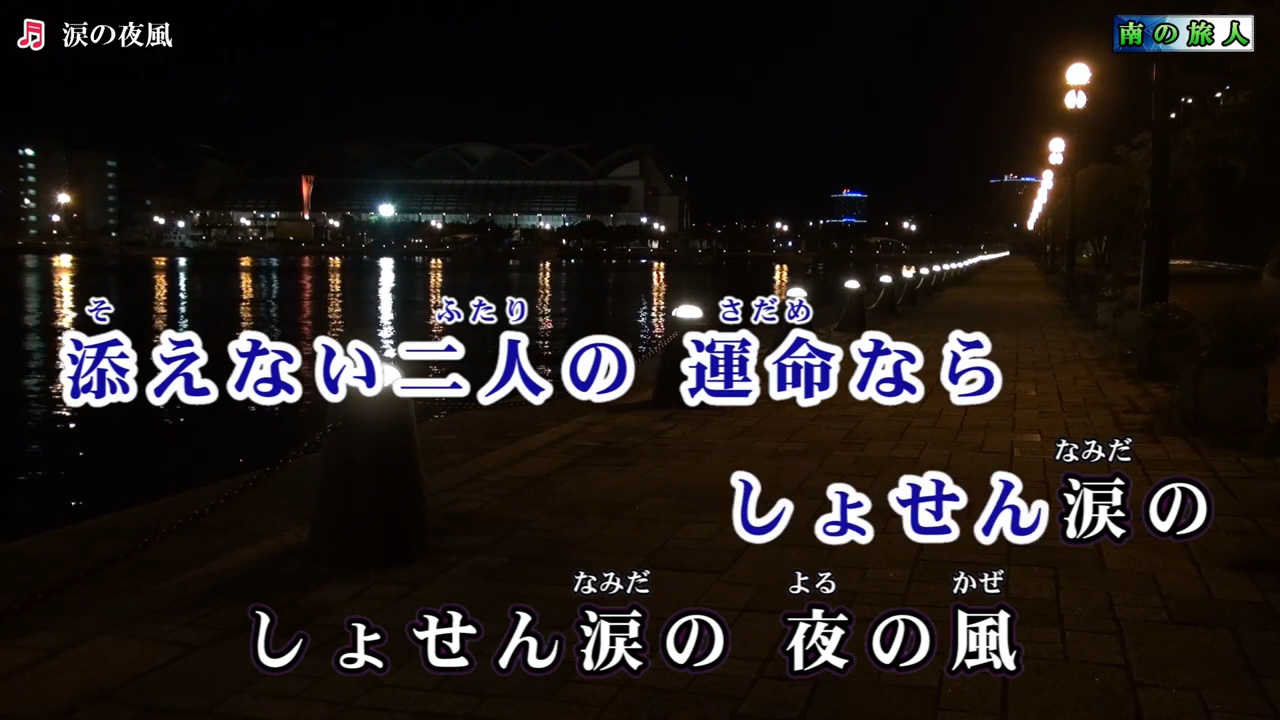 涙の夜風
南の旅人
そ ふたり さだめ
添えない二人の 運命なら
なみだ
しょせん涙の
なみだ よる かぜ
しょせん涙の 夜の風